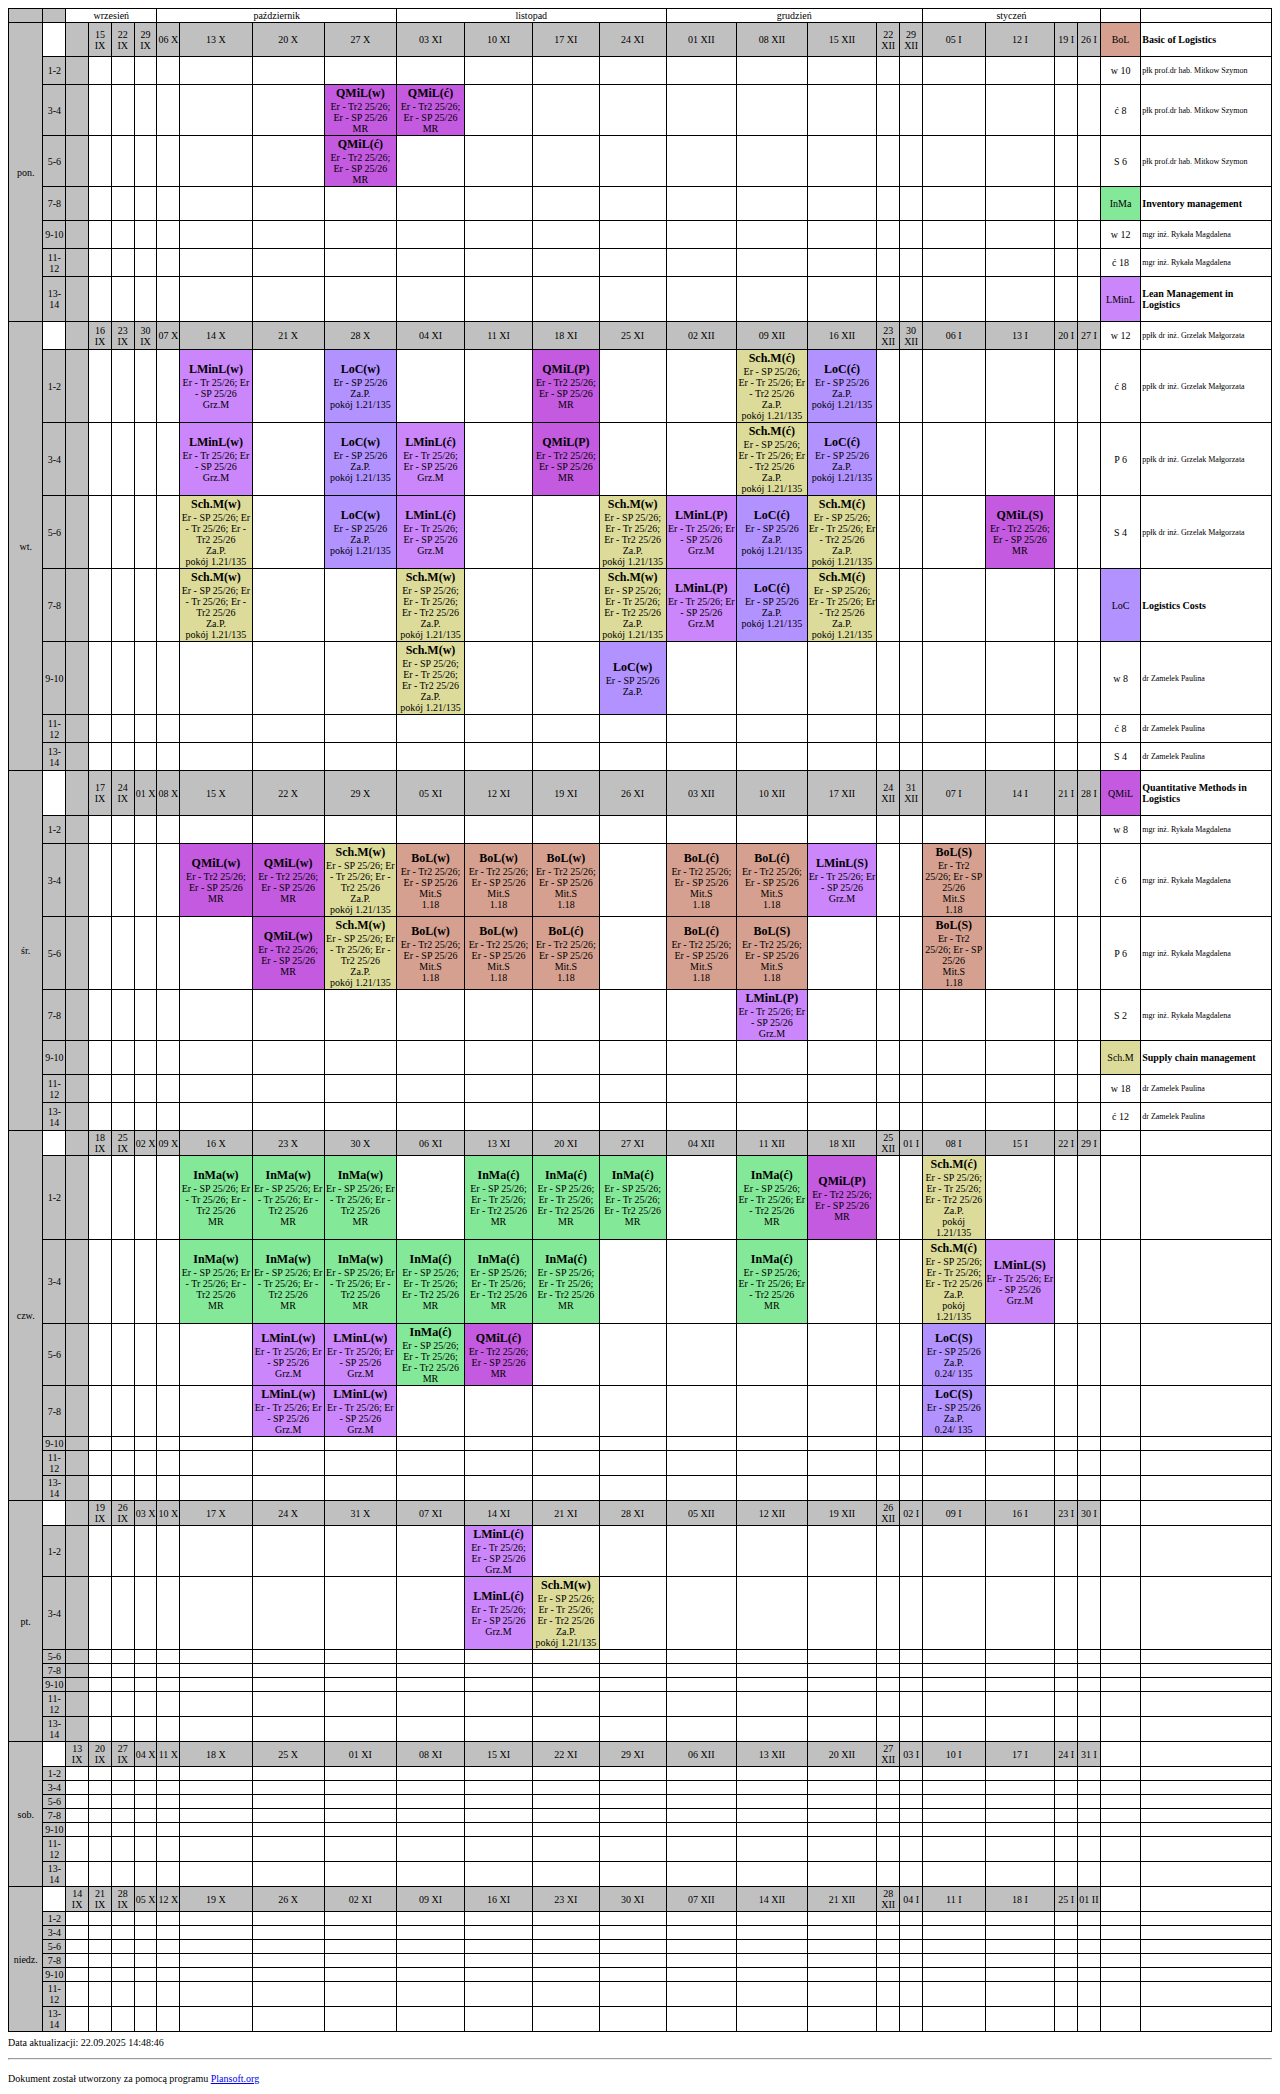 wrzesień październik listopad grudzień styczeń
pon. 15 IX 22 IX 29 IX 06 X 13 X 20 X 27 X 03 XI 10 XI 17 XI 24 XI 01 XII 08 XII 15 XII 22 XII 29 XII 05 I 12 I 19 I 26 I BoL Basic of Logistics
1-2 w 10 płk prof.dr hab. Mitkow Szymon
3-4 QMiL(w) Er - Tr2 25/26; Er - SP 25/26 MR QMiL(ć) Er - Tr2 25/26; Er - SP 25/26 MR ć 8 płk prof.dr hab. Mitkow Szymon
5-6 QMiL(ć) Er - Tr2 25/26; Er - SP 25/26 MR S 6 płk prof.dr hab. Mitkow Szymon
7-8 InMa Inventory management
9-10 w 12 mgr inż. Rykała Magdalena
11-12 ć 18 mgr inż. Rykała Magdalena
13-14 LMinL Lean Management in Logistics
wt. 16 IX 23 IX 30 IX 07 X 14 X 21 X 28 X 04 XI 11 XI 18 XI 25 XI 02 XII 09 XII 16 XII 23 XII 30 XII 06 I 13 I 20 I 27 I w 12 ppłk dr inż. Grzelak Małgorzata
1-2 LMinL(w) Er - Tr 25/26; Er - SP 25/26 Grz.M LoC(w) Er - SP 25/26 Za.P. pokój 1.21/135 QMiL(P) Er - Tr2 25/26; Er - SP 25/26 MR Sch.M(ć) Er - SP 25/26; Er - Tr 25/26; Er - Tr2 25/26 Za.P. pokój 1.21/135 LoC(ć) Er - SP 25/26 Za.P. pokój 1.21/135 ć 8 ppłk dr inż. Grzelak Małgorzata
3-4 LMinL(w) Er - Tr 25/26; Er - SP 25/26 Grz.M LoC(w) Er - SP 25/26 Za.P. pokój 1.21/135 LMinL(ć) Er - Tr 25/26; Er - SP 25/26 Grz.M QMiL(P) Er - Tr2 25/26; Er - SP 25/26 MR Sch.M(ć) Er - SP 25/26; Er - Tr 25/26; Er - Tr2 25/26 Za.P. pokój 1.21/135 LoC(ć) Er - SP 25/26 Za.P. pokój 1.21/135 P 6 ppłk dr inż. Grzelak Małgorzata
5-6 Sch.M(w) Er - SP 25/26; Er - Tr 25/26; Er - Tr2 25/26 Za.P. pokój 1.21/135 LoC(w) Er - SP 25/26 Za.P. pokój 1.21/135 LMinL(ć) Er - Tr 25/26; Er - SP 25/26 Grz.M Sch.M(w) Er - SP 25/26; Er - Tr 25/26; Er - Tr2 25/26 Za.P. pokój 1.21/135 LMinL(P) Er - Tr 25/26; Er - SP 25/26 Grz.M LoC(ć) Er - SP 25/26 Za.P. pokój 1.21/135 Sch.M(ć) Er - SP 25/26; Er - Tr 25/26; Er - Tr2 25/26 Za.P. pokój 1.21/135 QMiL(S) Er - Tr2 25/26; Er - SP 25/26 MR S 4 ppłk dr inż. Grzelak Małgorzata
7-8 Sch.M(w) Er - SP 25/26; Er - Tr 25/26; Er - Tr2 25/26 Za.P. pokój 1.21/135 Sch.M(w) Er - SP 25/26; Er - Tr 25/26; Er - Tr2 25/26 Za.P. pokój 1.21/135 Sch.M(w) Er - SP 25/26; Er - Tr 25/26; Er - Tr2 25/26 Za.P. pokój 1.21/135 LMinL(P) Er - Tr 25/26; Er - SP 25/26 Grz.M LoC(ć) Er - SP 25/26 Za.P. pokój 1.21/135 Sch.M(ć) Er - SP 25/26; Er - Tr 25/26; Er - Tr2 25/26 Za.P. pokój 1.21/135 LoC Logistics Costs
9-10 Sch.M(w) Er - SP 25/26; Er - Tr 25/26; Er - Tr2 25/26 Za.P. pokój 1.21/135 LoC(w) Er - SP 25/26 Za.P. w 8 dr Zamelek Paulina
11-12 ć 8 dr Zamelek Paulina
13-14 S 4 dr Zamelek Paulina
śr. 17 IX 24 IX 01 X 08 X 15 X 22 X 29 X 05 XI 12 XI 19 XI 26 XI 03 XII 10 XII 17 XII 24 XII 31 XII 07 I 14 I 21 I 28 I QMiL Quantitative Methods in Logistics
1-2 w 8 mgr inż. Rykała Magdalena
3-4 QMiL(w) Er - Tr2 25/26; Er - SP 25/26 MR QMiL(w) Er - Tr2 25/26; Er - SP 25/26 MR Sch.M(w) Er - SP 25/26; Er - Tr 25/26; Er - Tr2 25/26 Za.P. pokój 1.21/135 BoL(w) Er - Tr2 25/26; Er - SP 25/26 Mit.S 1.18 BoL(w) Er - Tr2 25/26; Er - SP 25/26 Mit.S 1.18 BoL(w) Er - Tr2 25/26; Er - SP 25/26 Mit.S 1.18 BoL(ć) Er - Tr2 25/26; Er - SP 25/26 Mit.S 1.18 BoL(ć) Er - Tr2 25/26; Er - SP 25/26 Mit.S 1.18 LMinL(S) Er - Tr 25/26; Er - SP 25/26 Grz.M BoL(S) Er - Tr2 25/26; Er - SP 25/26 Mit.S 1.18 ć 6 mgr inż. Rykała Magdalena
5-6 QMiL(w) Er - Tr2 25/26; Er - SP 25/26 MR Sch.M(w) Er - SP 25/26; Er - Tr 25/26; Er - Tr2 25/26 Za.P. pokój 1.21/135 BoL(w) Er - Tr2 25/26; Er - SP 25/26 Mit.S 1.18 BoL(w) Er - Tr2 25/26; Er - SP 25/26 Mit.S 1.18 BoL(ć) Er - Tr2 25/26; Er - SP 25/26 Mit.S 1.18 BoL(ć) Er - Tr2 25/26; Er - SP 25/26 Mit.S 1.18 BoL(S) Er - Tr2 25/26; Er - SP 25/26 Mit.S 1.18 BoL(S) Er - Tr2 25/26; Er - SP 25/26 Mit.S 1.18 P 6 mgr inż. Rykała Magdalena
7-8 LMinL(P) Er - Tr 25/26; Er - SP 25/26 Grz.M S 2 mgr inż. Rykała Magdalena
9-10 Sch.M Supply chain management
11-12 w 18 dr Zamelek Paulina
13-14 ć 12 dr Zamelek Paulina
czw. 18 IX 25 IX 02 X 09 X 16 X 23 X 30 X 06 XI 13 XI 20 XI 27 XI 04 XII 11 XII 18 XII 25 XII 01 I 08 I 15 I 22 I 29 I
1-2 InMa(w) Er - SP 25/26; Er - Tr 25/26; Er - Tr2 25/26 MR InMa(w) Er - SP 25/26; Er - Tr 25/26; Er - Tr2 25/26 MR InMa(w) Er - SP 25/26; Er - Tr 25/26; Er - Tr2 25/26 MR InMa(ć) Er - SP 25/26; Er - Tr 25/26; Er - Tr2 25/26 MR InMa(ć) Er - SP 25/26; Er - Tr 25/26; Er - Tr2 25/26 MR InMa(ć) Er - SP 25/26; Er - Tr 25/26; Er - Tr2 25/26 MR InMa(ć) Er - SP 25/26; Er - Tr 25/26; Er - Tr2 25/26 MR QMiL(P) Er - Tr2 25/26; Er - SP 25/26 MR Sch.M(ć) Er - SP 25/26; Er - Tr 25/26; Er - Tr2 25/26 Za.P. pokój 1.21/135
3-4 InMa(w) Er - SP 25/26; Er - Tr 25/26; Er - Tr2 25/26 MR InMa(w) Er - SP 25/26; Er - Tr 25/26; Er - Tr2 25/26 MR InMa(w) Er - SP 25/26; Er - Tr 25/26; Er - Tr2 25/26 MR InMa(ć) Er - SP 25/26; Er - Tr 25/26; Er - Tr2 25/26 MR InMa(ć) Er - SP 25/26; Er - Tr 25/26; Er - Tr2 25/26 MR InMa(ć) Er - SP 25/26; Er - Tr 25/26; Er - Tr2 25/26 MR InMa(ć) Er - SP 25/26; Er - Tr 25/26; Er - Tr2 25/26 MR Sch.M(ć) Er - SP 25/26; Er - Tr 25/26; Er - Tr2 25/26 Za.P. pokój 1.21/135 LMinL(S) Er - Tr 25/26; Er - SP 25/26 Grz.M
5-6 LMinL(w) Er - Tr 25/26; Er - SP 25/26 Grz.M LMinL(w) Er - Tr 25/26; Er - SP 25/26 Grz.M InMa(ć) Er - SP 25/26; Er - Tr 25/26; Er - Tr2 25/26 MR QMiL(ć) Er - Tr2 25/26; Er - SP 25/26 MR LoC(S) Er - SP 25/26 Za.P. 0.24/ 135
7-8 LMinL(w) Er - Tr 25/26; Er - SP 25/26 Grz.M LMinL(w) Er - Tr 25/26; Er - SP 25/26 Grz.M LoC(S) Er - SP 25/26 Za.P. 0.24/ 135
9-10
11-12
13-14
pt. 19 IX 26 IX 03 X 10 X 17 X 24 X 31 X 07 XI 14 XI 21 XI 28 XI 05 XII 12 XII 19 XII 26 XII 02 I 09 I 16 I 23 I 30 I
1-2 LMinL(ć) Er - Tr 25/26; Er - SP 25/26 Grz.M
3-4 LMinL(ć) Er - Tr 25/26; Er - SP 25/26 Grz.M Sch.M(w) Er - SP 25/26; Er - Tr 25/26; Er - Tr2 25/26 Za.P. pokój 1.21/135
5-6
7-8
9-10
11-12
13-14
sob. 13 IX 20 IX 27 IX 04 X 11 X 18 X 25 X 01 XI 08 XI 15 XI 22 XI 29 XI 06 XII 13 XII 20 XII 27 XII 03 I 10 I 17 I 24 I 31 I
1-2
3-4
5-6
7-8
9-10
11-12
13-14
niedz. 14 IX 21 IX 28 IX 05 X 12 X 19 X 26 X 02 XI 09 XI 16 XI 23 XI 30 XI 07 XII 14 XII 21 XII 28 XII 04 I 11 I 18 I 25 I 01 II
1-2
3-4
5-6
7-8
9-10
11-12
13-14
Data aktualizacji: 22.09.2025 14:48:46
Dokument został utworzony za pomocą programu Plansoft.org